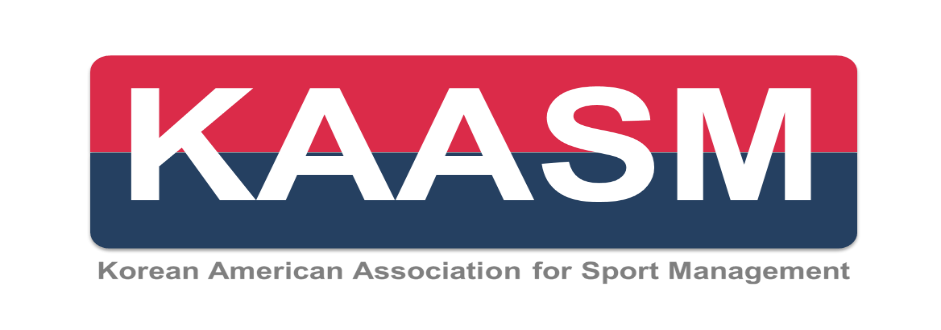 KAASM
Korean American Association for Sport Management